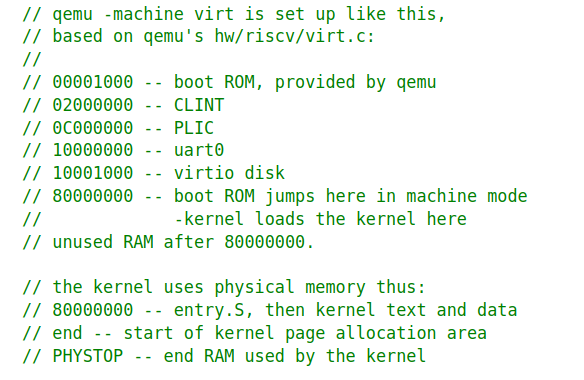 // qemu -machine virt is set up like this,
// based on qemu's hw/riscv/virt.c:
//
// 00001000 -- boot ROM, provided by qemu
// 02000000 -- CLINT
// 0C000000 -- PLIC
// 10000000 -- uart0
// 10001000 -- virtio disk
// 80000000 -- boot ROM jumps here in machine mode
//             -kernel loads the kernel here
// unused RAM after 80000000.

// the kernel uses physical memory thus:
// 80000000 -- entry.S, then kernel text and data
// end -- start of kernel page allocation area
// PHYSTOP -- end RAM used by the kernel